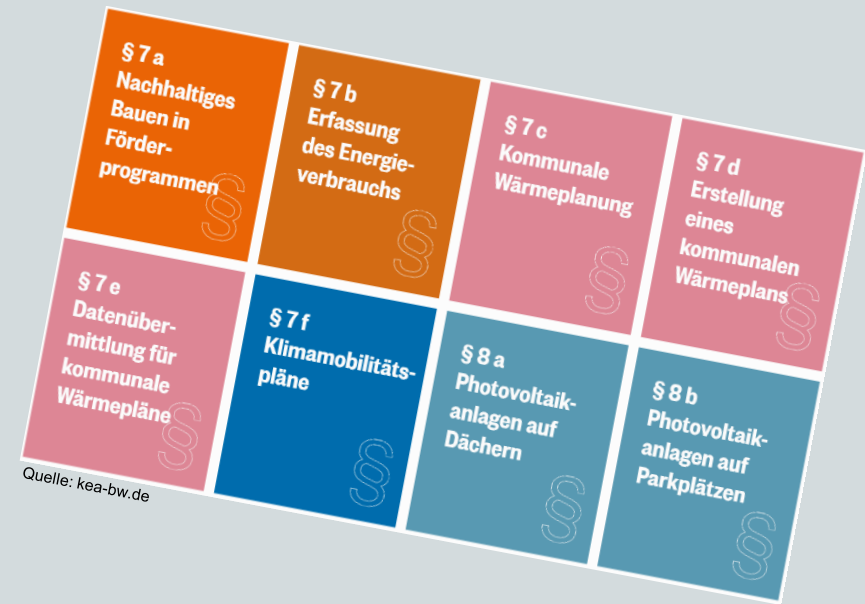 § 7 a
Nachhaltiges
Bauen in
Förder-
programmen
§ 7 b
Erfassung
des Energie-
verbrauchs
§ 7 c
Kommunale
Wärmeplanung
§ 7 d
Erstellung
eines
kommunalen
Wärmeplans
§ 7 e
Datenüber-
mittlung für
kommunale
Wärmepläne
§ 7 f
Klimamobilitäts-
pläne
§ 8 a
Photovoltaik-
anlagen auf
Dächern
§ 8 b
Photovoltaik-
anlagen auf
Parkplätzen
§
§
§
§
§
§
§
§
Quelle: kea-bw.de